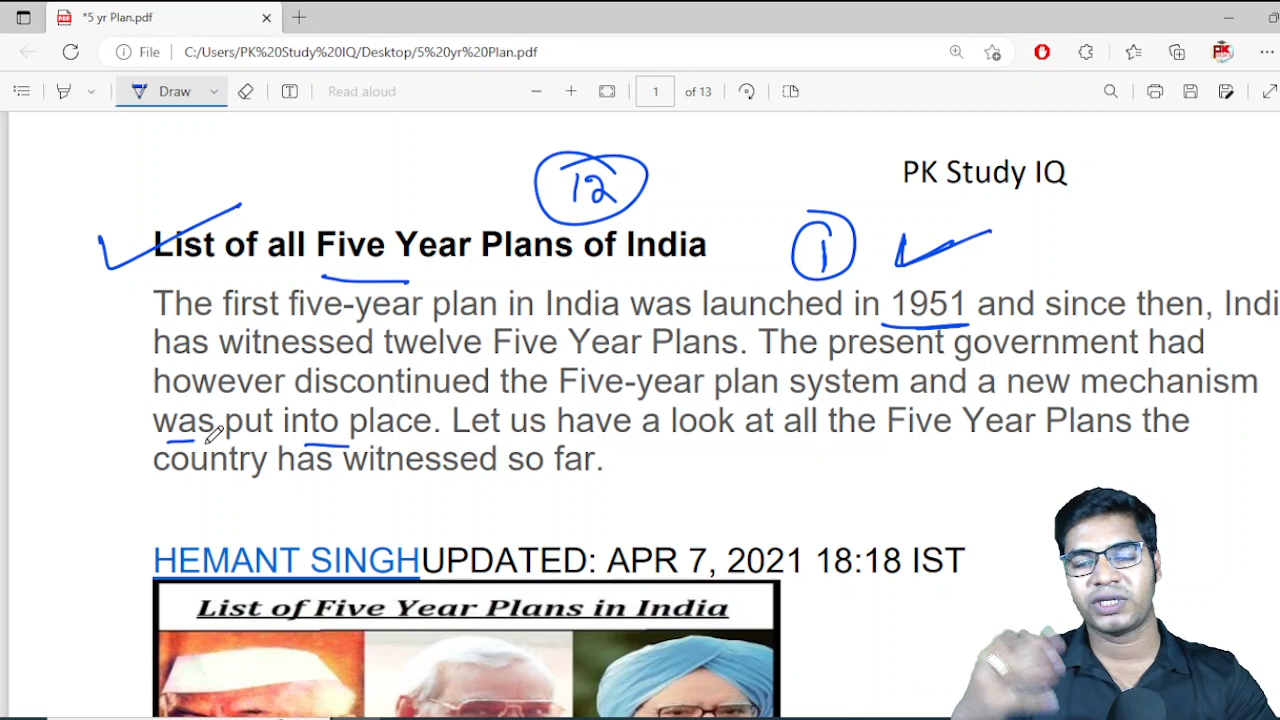 *5 yr Plan.pdf
File
C:/Users/PK%20Study%20IQ/Desktop/5%20yr%20Plan.pdf
Draw
Read aloud
1 of 13
12
PK Study IQ
List of all Five Year Plans of India
1
The first five-year plan in India was launched in 1951 and since then, Indi
has witnessed twelve Five Year Plans. The present government had
however discontinued the Five-year plan system and a new mechanism
was put into place. Let us have a look at all the Five Year Plans the
country has witnessed so far.
HEMANT SINGHUPDATED: APR 7, 2021 18:18 IST
List of Five Year Plans in India